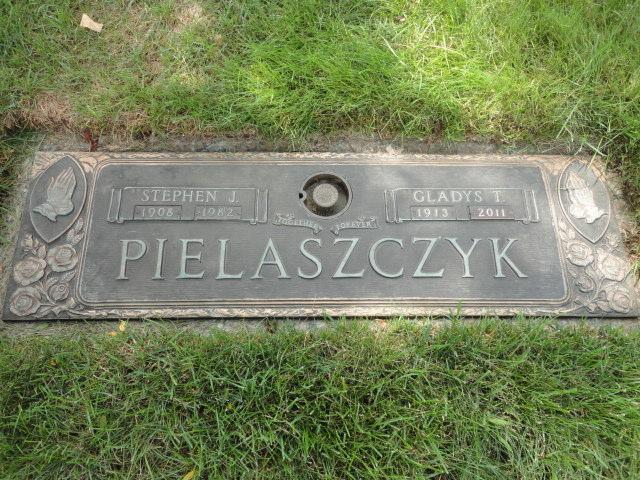 STEPHEN J.
1908 1982
TOGETHER FOREVER
GLADYS T.
1913 2011
PIELASZCZYK